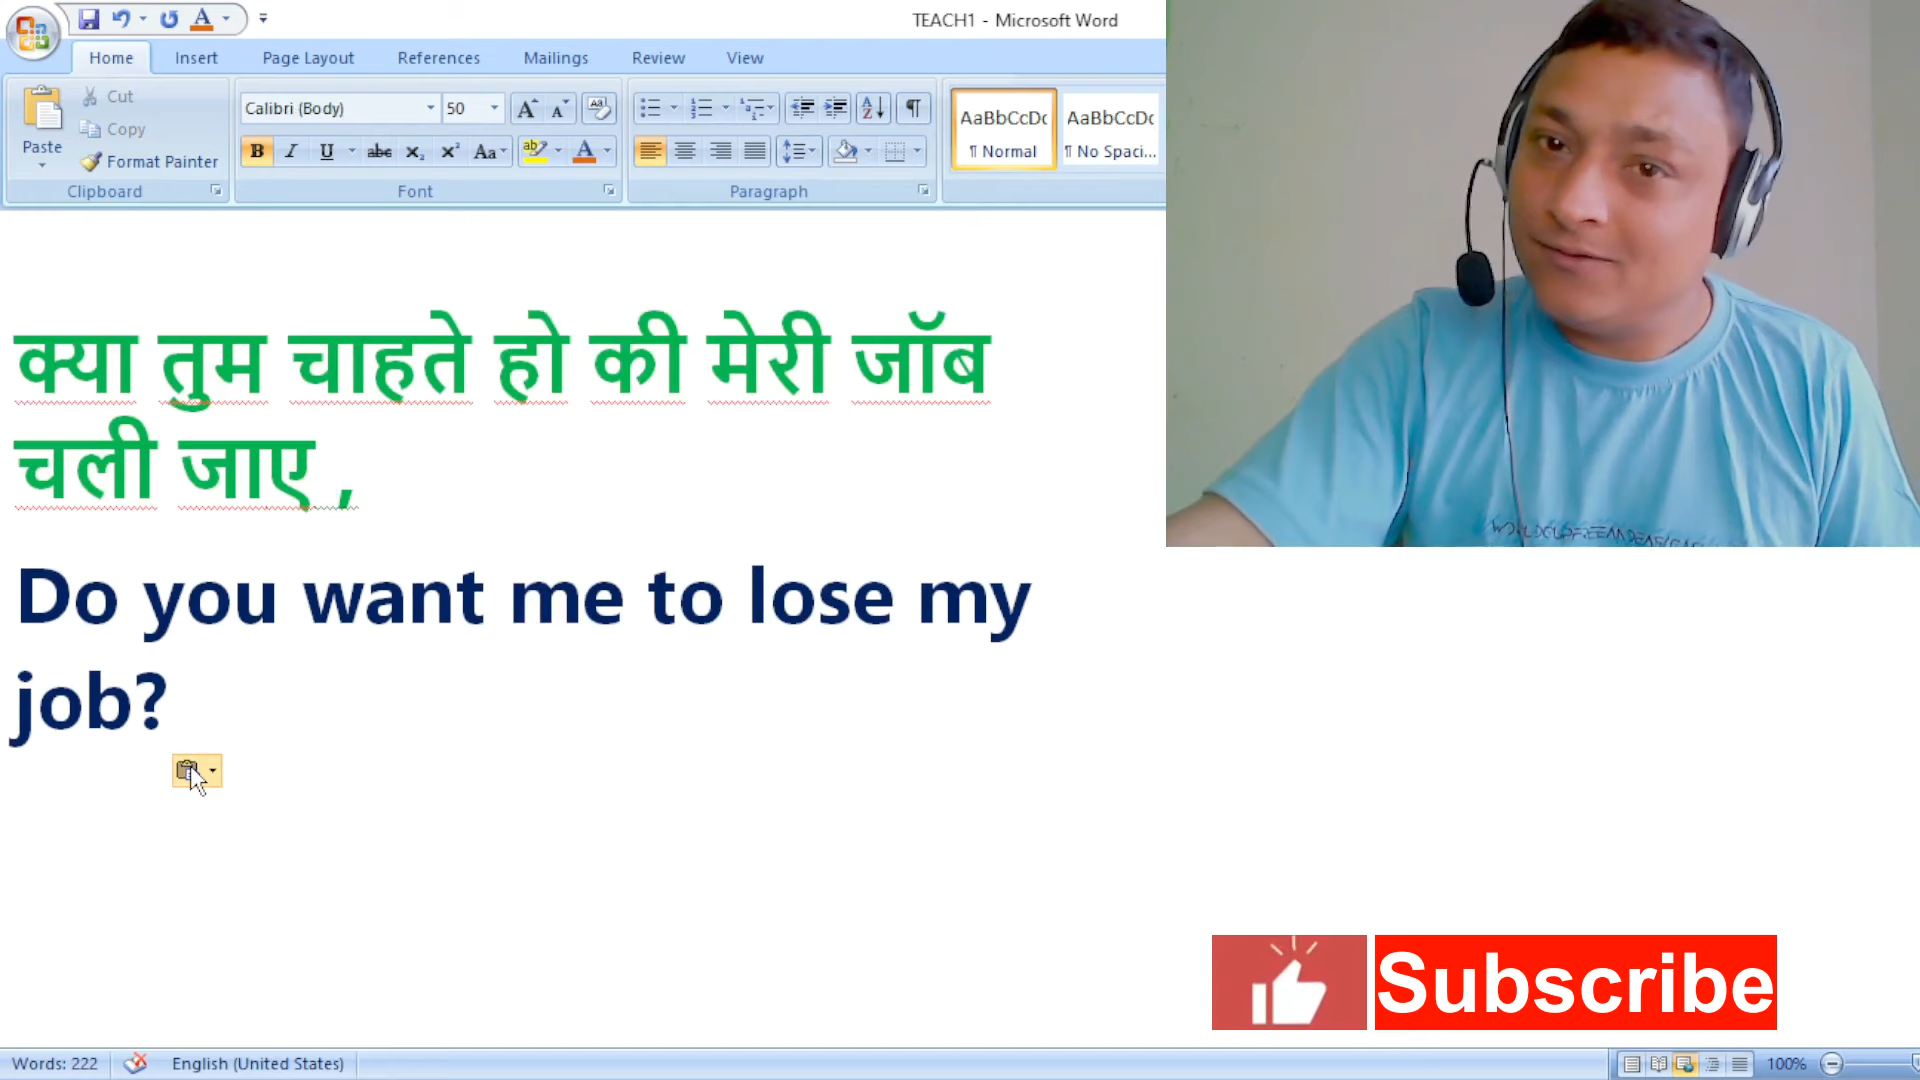 TEACH1 - Microsoft Word
Home Insert Page Layout References Mailings Review View
Paste
Cut
Copy
Format Painter
Clipboard
Calibri (Body) 50
Font
Paragraph
AaBbCcDc AaBbCcDc
¶ Normal ¶ No Spaci...
क्या तुम चाहते हो की मेरी जॉब
चली जाए ,
Do you want me to lose my
job?
Subscribe
Words: 222 English (United States) 100%